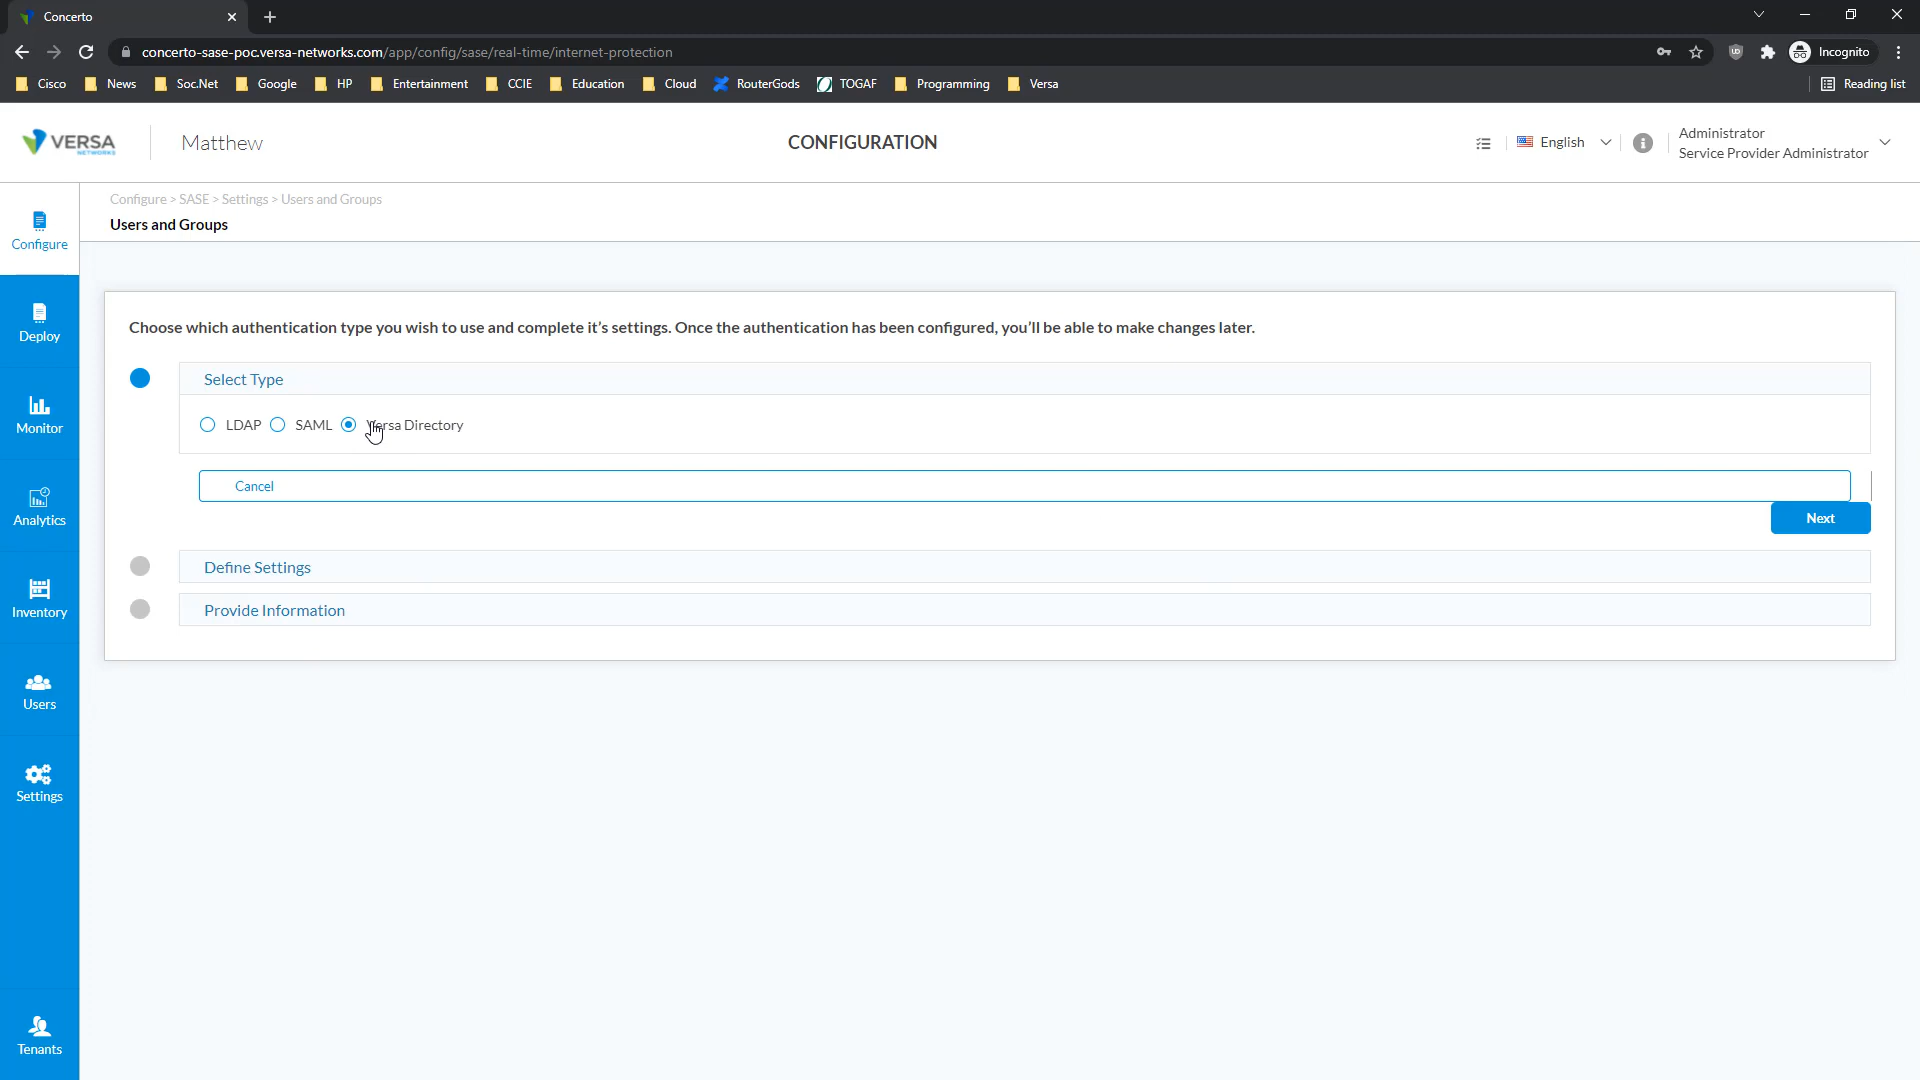 Concerto
concerto-sase-poc.versa-networks.com/app/config/sase/real-time/internet-protection
Incognito
Cisco News Soc.Net Google HP Entertainment CCIE Education Cloud RouterGods TOGAF Programming Versa Reading list
VERSA
NETWORKS
Matthew
CONFIGURATION
English
Administrator
Service Provider Administrator
Configure > SASE > Settings > Users and Groups
Users and Groups
Configure
Deploy
Monitor
Analytics
Inventory
Users
Settings
Tenants
Choose which authentication type you wish to use and complete it’s settings. Once the authentication has been configured, you’ll be able to make changes later.
Select Type
LDAP SAML Versa Directory
Cancel
Next
Define Settings
Provide Information